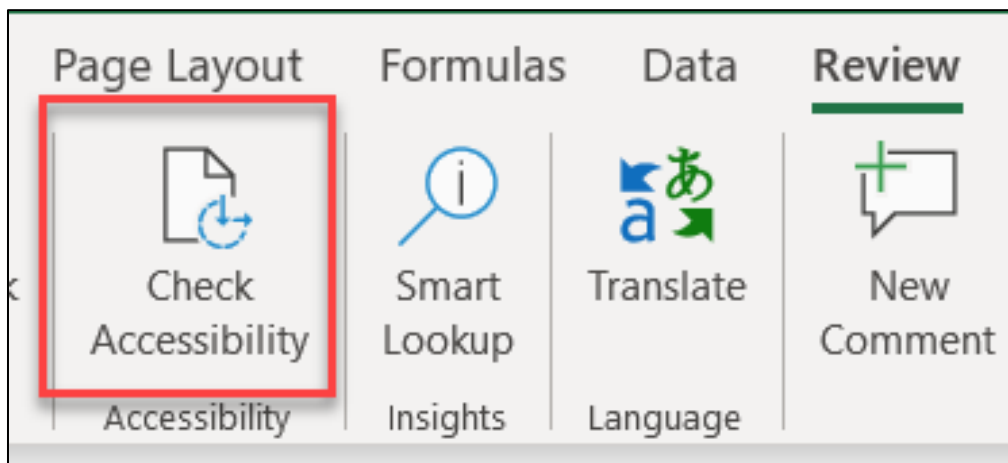 Page Layout Formulas Data Review
Check Accessibility
Smart Lookup
Translate
New Comment
Accessibility Insights Language